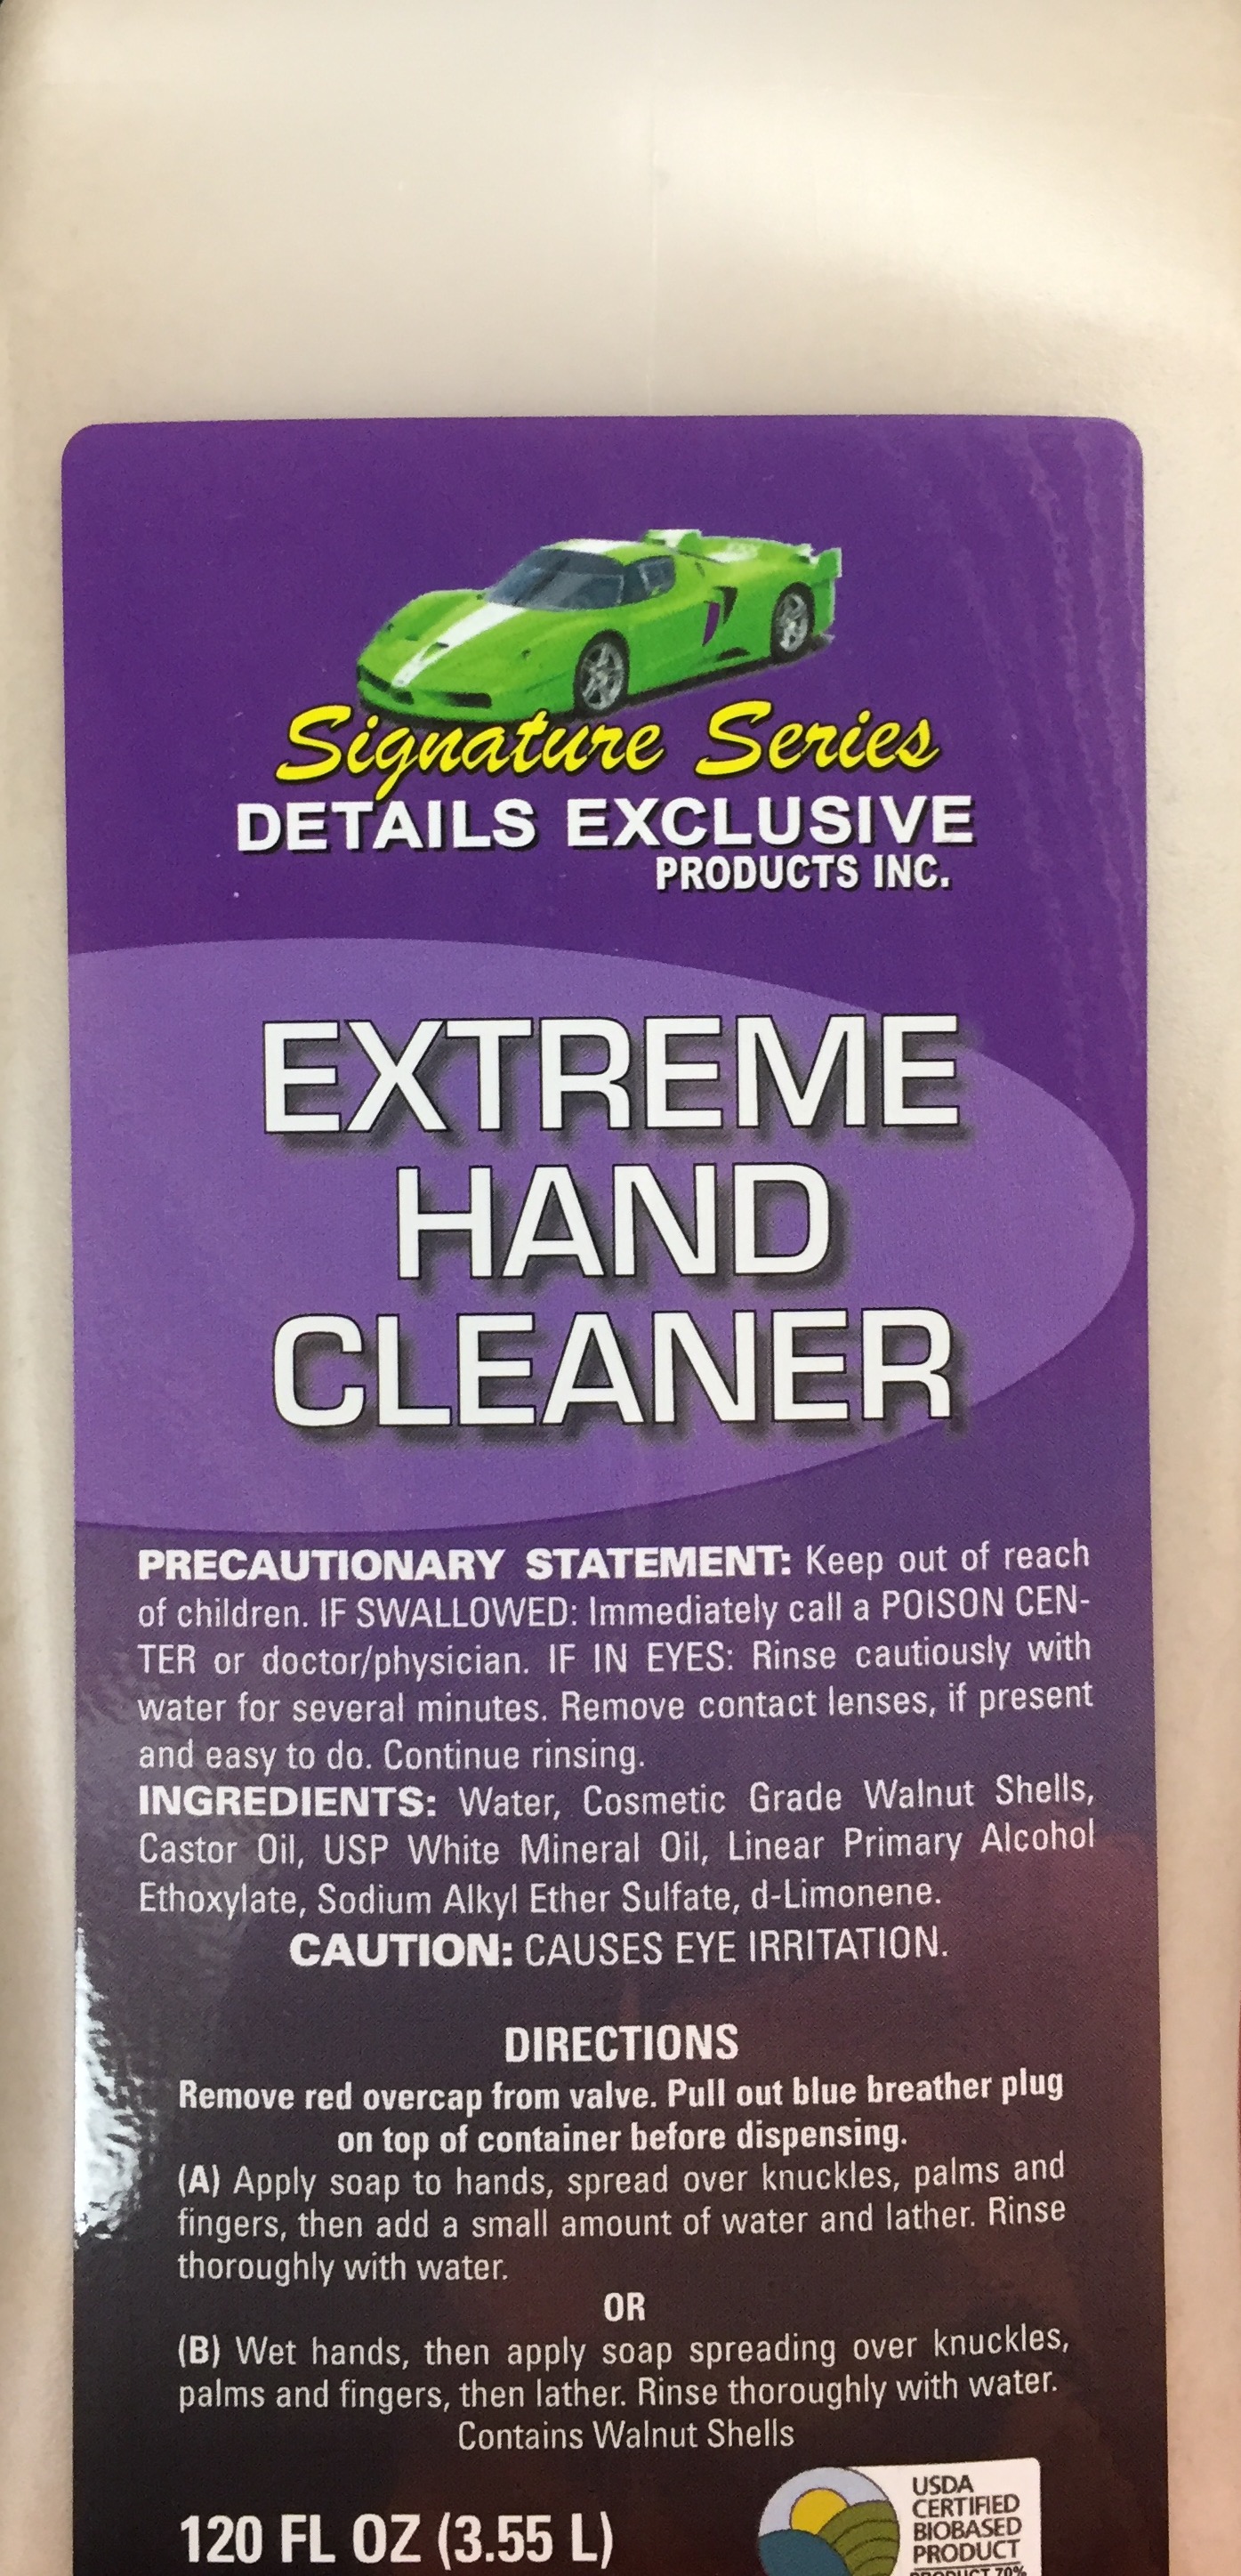 Signature Series
DETAILS EXCLUSIVE
PRODUCTS INC.
EXTREME
HAND
CLEANER
PRECAUTIONARY STATEMENT: Keep out of reach
of children. IF SWALLOWED: Immediately call a POISON CEN-
TER or doctor/physician. IF IN EYES: Rinse cautiously with
water for several minutes. Remove contact lenses, if present
and easy to do. Continue rinsing.
INGREDIENTS: Water, Cosmetic Grade Walnut Shells,
Castor Oil, USP White Mineral Oil, Linear Primary Alcohol
Ethoxylate, Sodium Alkyl Ether Sulfate, d-Limonene.
CAUTION: CAUSES EYE IRRITATION.
DIRECTIONS
Remove red overcap from valve. Pull out blue breather plug
on top of container before dispensing.
(A) Apply soap to hands, spread over knuckles, palms and
fingers, then add a small amount of water and lather. Rinse
thoroughly with water.
OR
(B) Wet hands, then apply soap spreading over knuckles,
palms and fingers, then lather. Rinse thoroughly with water.
Contains Walnut Shells
120 FL OZ (3.55 L)
USDA
CERTIFIED
BIOBASED
PRODUCT
PRODUCT 70%